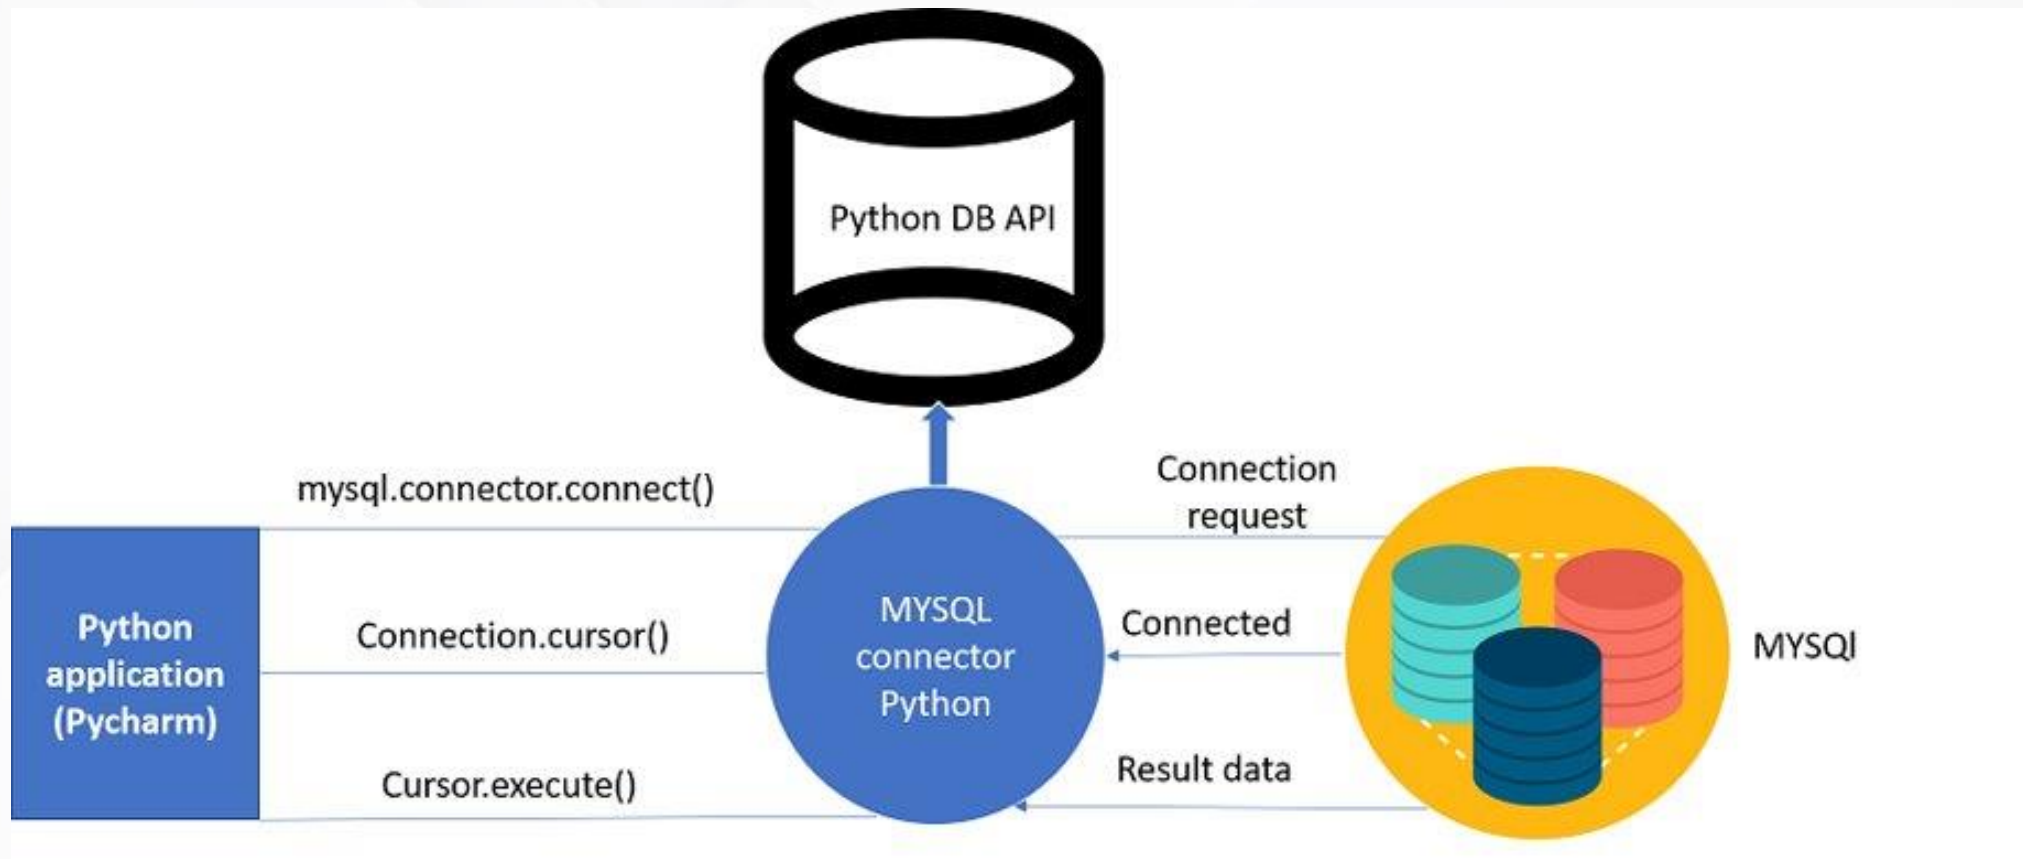 Python DB API
mysql.connector.connect()
Connection
request
Python
application
(Pycharm)
Connection.cursor()
MYSQL
connector
Python
Connected
MYSQl
Cursor.execute()
Result data